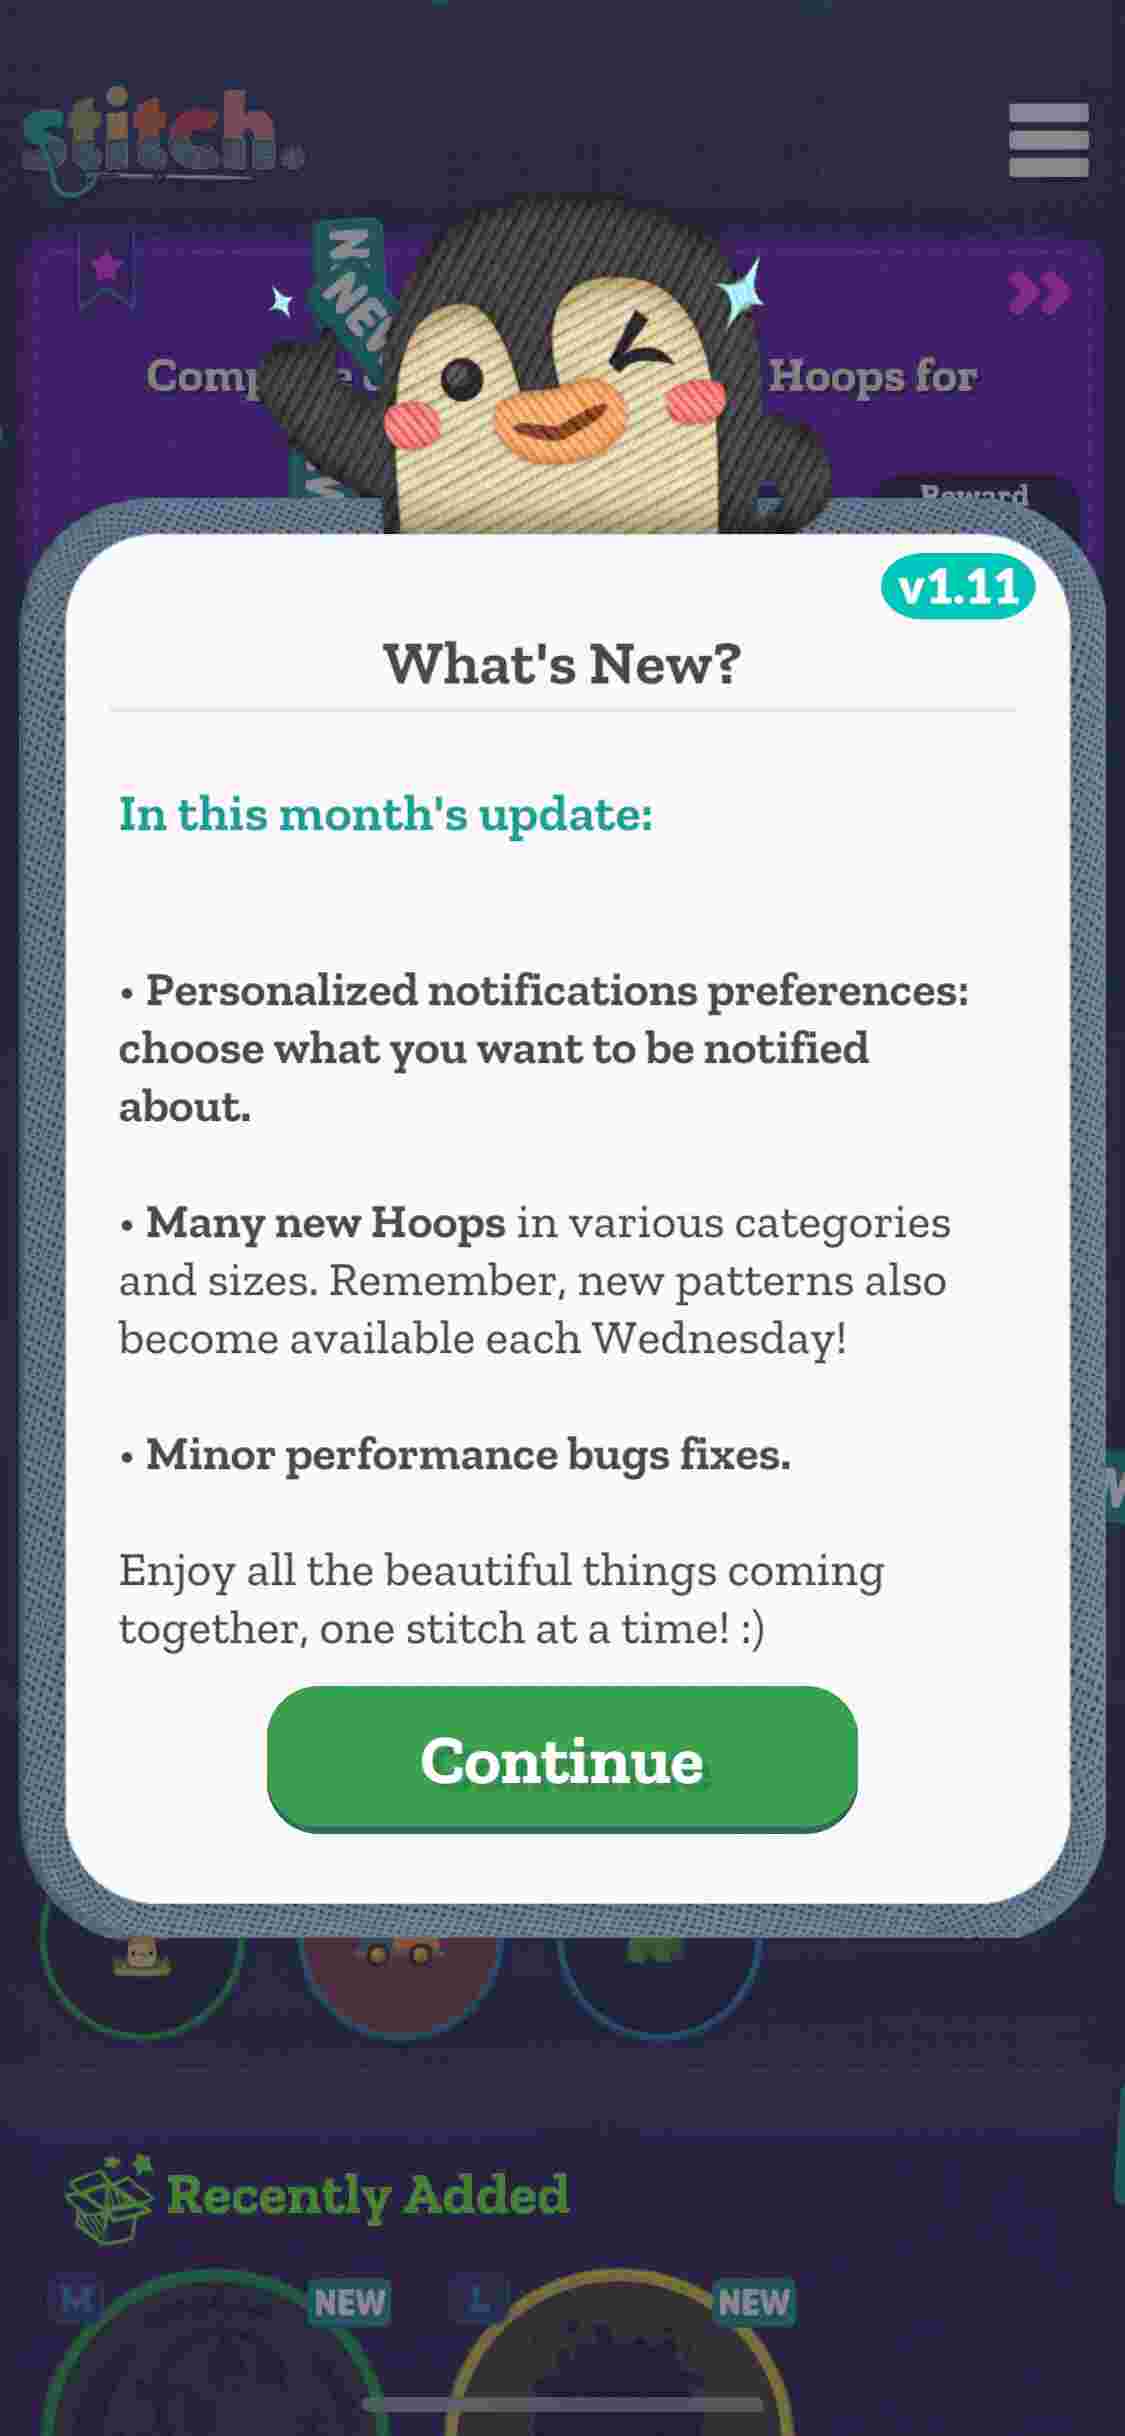 stitch.
NEW
Hoops for
Reward
v1.11
What's New?
In this month's update:
• Personalized notifications preferences:
choose what you want to be notified
about.
• Many new Hoops in various categories
and sizes. Remember, new patterns also
become available each Wednesday!
• Minor performance bugs fixes.
Enjoy all the beautiful things coming
together, one stitch at a time! :)
Continue
Recently Added
M NEW L NEW